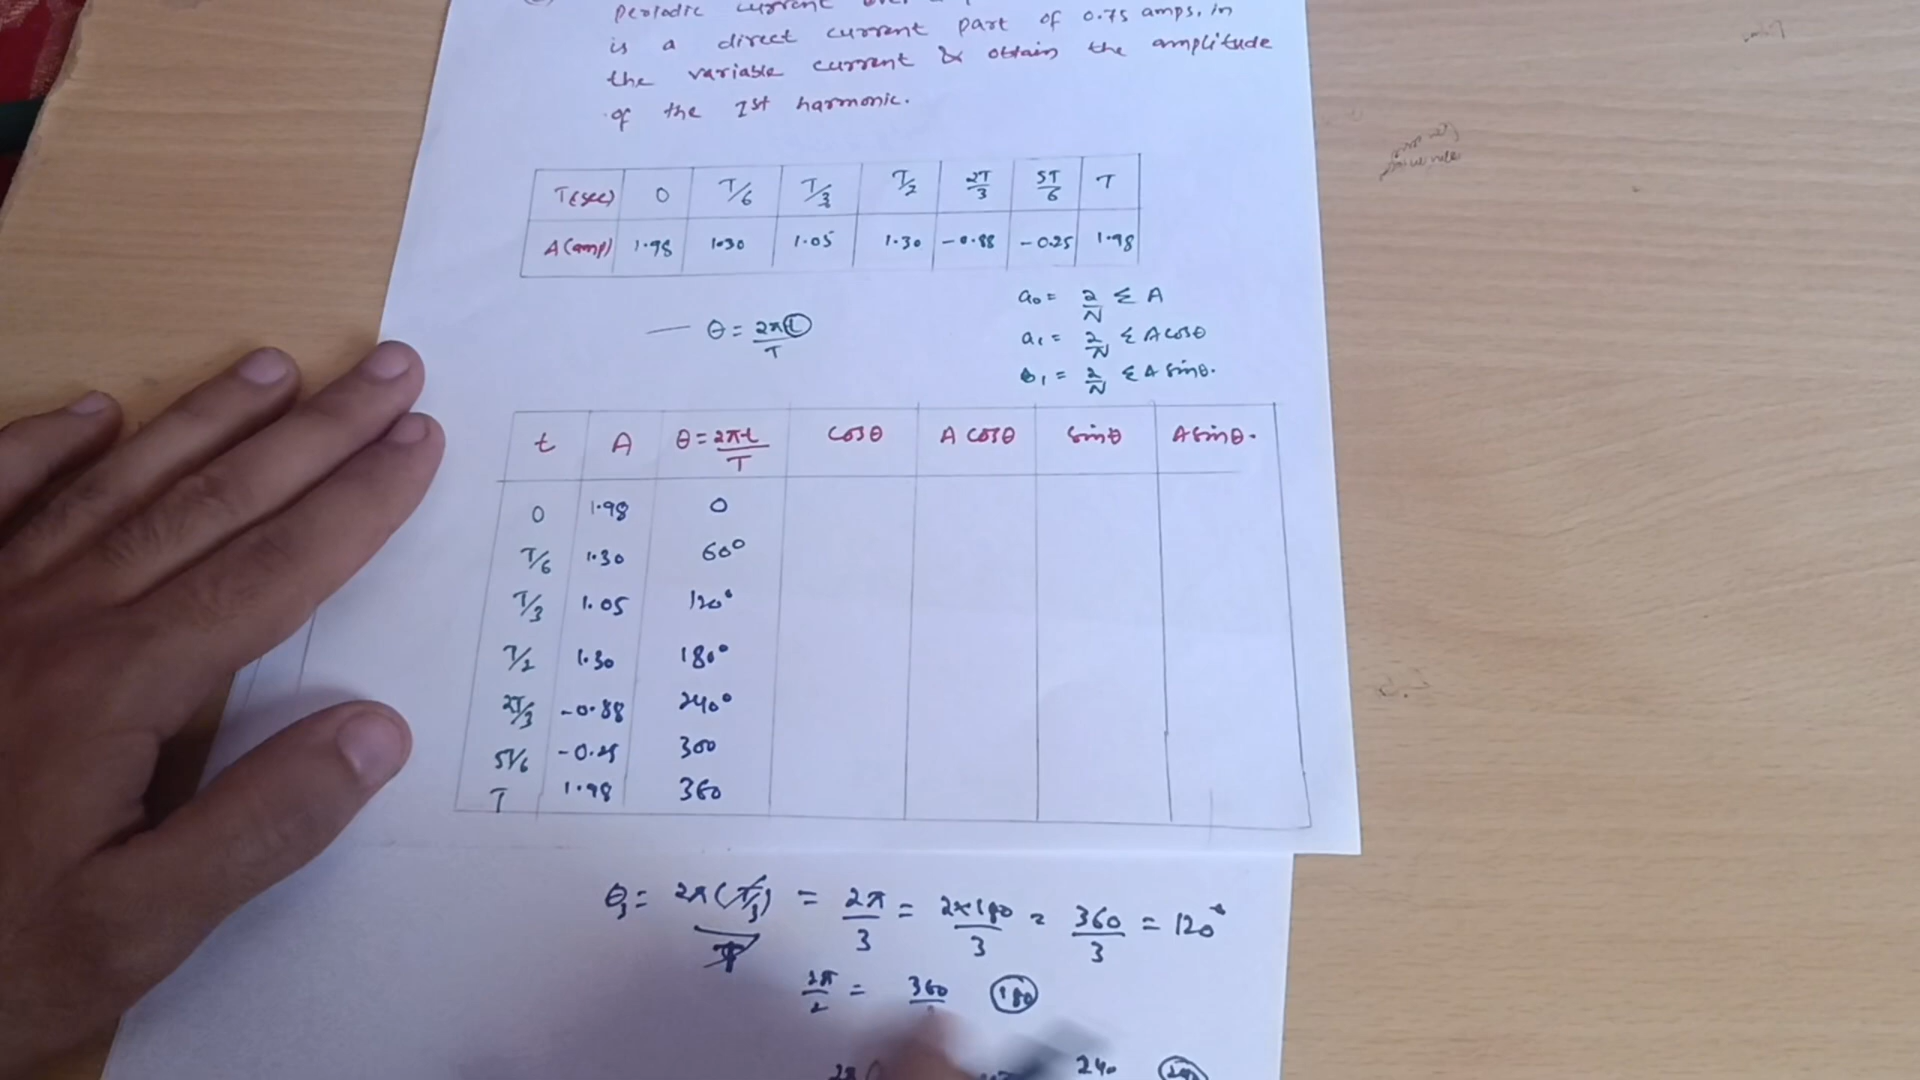 periodic current
is a direct current part of 0.75 amps, in
the variable current & obtain the amplitude
of the 1st harmonic.
T(sec) 0 T/6 T/3 T/2 2T/3 5T/6 T
A(amp) 1.98 1.30 1.05 1.30 -0.88 -0.25 1.98
a0 = 2/N Σ A
θ = 2πt/T
a1 = 2/N Σ A cosθ
b1 = 2/N Σ A sinθ.
t A θ = 2πt/T cosθ A cosθ sinθ A sinθ.
0 1.98 0
T/6 1.30 60°
T/3 1.05 120°
T/2 1.30 180°
2T/3 -0.88 240°
5T/6 -0.25 300
T 1.98 360
θ3 = 2π(T/3)/T = 2π/3 = 2×180/3 = 360/3 = 120°
2π/2 = 360 180
240